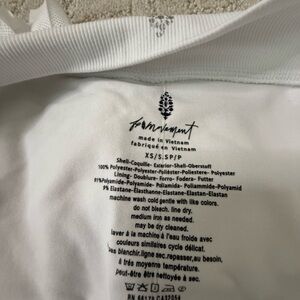 made in Vietnam
fabriqué en Vietnam
XS/S.SP/P
Shell-Coquille- Exterior-Oberstoff
100% Polyester-Polyester-Poliéster- Polyester
Lining- Doublure- Forro- Fodera- Futter
91%Polyamide-Polyamide- Poliamida- Poliammide-Polyamid
9% Elastane-Élasthanne- Elastano-Elastan-Elastan
machine wash cold gentle with like colors.
do not bleach. line dry.
medium iron as needed.
may be dry cleaned.
laver à la machine à l'eau froide avec
couleurs similaires cycle délicat.
pas blanchir.ligne sec.repasser.au besoin,
à très moyenne température.
peut-être être nettoyé à sec.